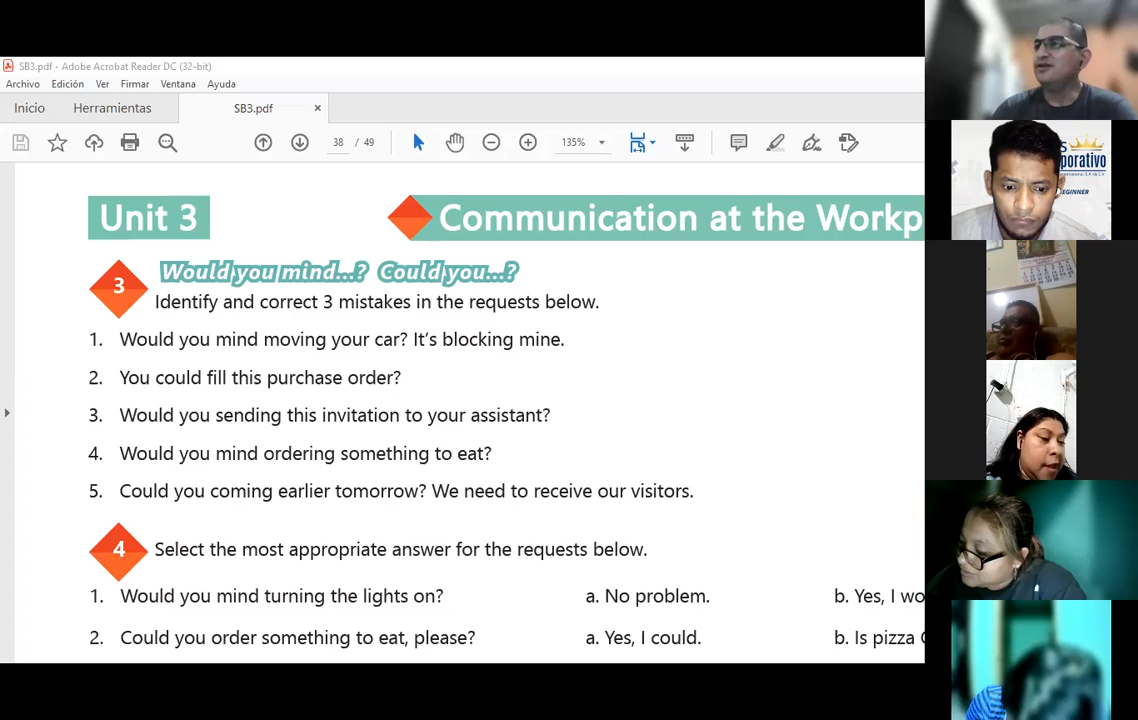 SB3.pdf - Adobe Acrobat Reader DC (32-bit)
Archivo Edición Ver Firmar Ventana Ayuda
Inicio Herramientas SB3.pdf ×
38 / 49 135%
Unit 3 Communication at the Workp
3 Would you mind...? Could you...?
Identify and correct 3 mistakes in the requests below.
1. Would you mind moving your car? It's blocking mine.
2. You could fill this purchase order?
3. Would you sending this invitation to your assistant?
4. Would you mind ordering something to eat?
5. Could you coming earlier tomorrow? We need to receive our visitors.
4 Select the most appropriate answer for the requests below.
1. Would you mind turning the lights on? a. No problem. b. Yes, I wo
2. Could you order something to eat, please? a. Yes, I could. b. Is pizza
S
porativo
EGINNER